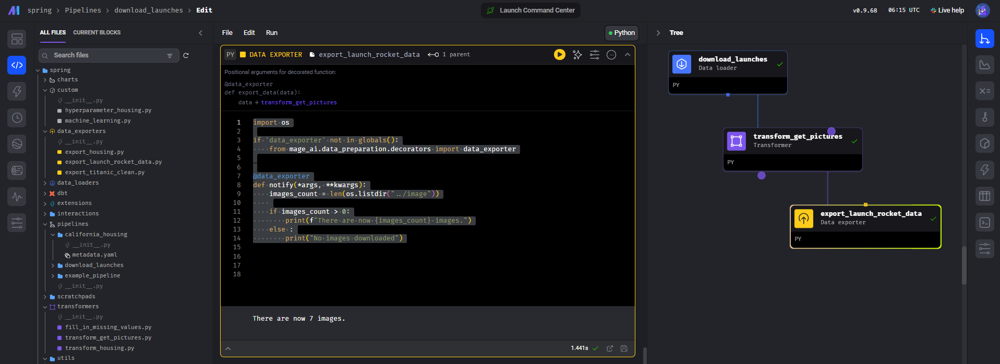 spring > Pipelines > download_launches > Edit
Launch Command Center
v0.9.68 06:15 UTC Live help
ALL FILES CURRENT BLOCKS
Search files
spring
charts
custom
__init__.py
hyperparameter_housing.py
machine_learning.py
data_exporters
__init__.py
export_housing.py
export_launch_rocket_data.py
export_titanic_clean.py
data_loaders
dbt
extensions
interactions
pipelines
california_housing
__init__.py
metadata.yaml
download_launches
example_pipeline
__init__.py
scratchpads
transformers
__init__.py
fill_in_missing_values.py
transform_get_pictures.py
transform_housing.py
utils
File Edit Run
Python
PY DATA EXPORTER export_launch_rocket_data 1 parent
Positional arguments for decorated function:
@data_exporter
def export_data(data):
data → transform_get_pictures
1 import os
2
3 if 'data_exporter' not in globals():
4     from mage_ai.data_preparation.decorators import data_exporter
5
6
7 @data_exporter
8 def notify(*args, **kwargs):
9     images_count = len(os.listdir("../image"))
10
11     if images_count > 0:
12         print(f"There are now {images_count} images.")
13     else :
14         print("No images downloaded")
15
16
17
18
There are now 7 images.
1.441s
Tree
download_launches
Data loader
PY
transform_get_pictures
Transformer
PY
export_launch_rocket_data
Data exporter
PY